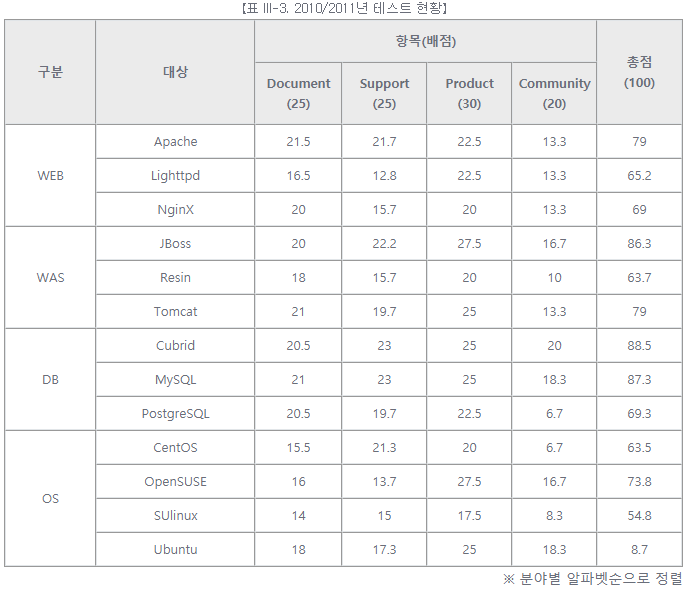 【표 III-3. 2010/2011년 테스트 현황】
구분 대상 항목(배점) 총점 (100)
Document (25) Support (25) Product (30) Community (20)
WEB Apache 21.5 21.7 22.5 13.3 79
Lighttpd 16.5 12.8 22.5 13.3 65.2
NginX 20 15.7 20 13.3 69
WAS JBoss 20 22.2 27.5 16.7 86.3
Resin 18 15.7 20 10 63.7
Tomcat 21 19.7 25 13.3 79
DB Cubrid 20.5 23 25 20 88.5
MySQL 21 23 25 18.3 87.3
PostgreSQL 20.5 19.7 22.5 6.7 69.3
OS CentOS 15.5 21.3 20 6.7 63.5
OpenSUSE 16 13.7 27.5 16.7 73.8
SUlinux 14 15 17.5 8.3 54.8
Ubuntu 18 17.3 25 18.3 8.7
※ 분야별 알파벳순으로 정렬